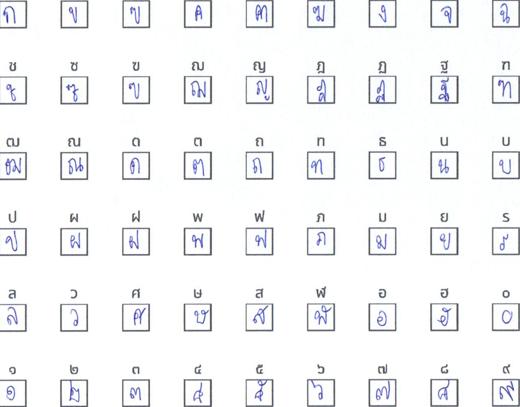 ก ข ฃ ค ฅ ฆ ง จ ฉ
ช ซ ฃ ฌ ญ ฎ ฏ ฐ ฑ
ช ซ ฃ ฌ ญ ฎ ฏ ฐ ฑ
ฒ ณ ด ต ถ ท ธ น บ
ฒ ณ ด ต ถ ท ธ น บ
ป ผ ฝ พ ฟ ภ ม ย ร
ป ผ ฝ พ ฟ ภ ม ย ร
ล ว ศ ษ ส ฬ อ ฮ ๐
ล ว ศ ษ ส ฬ อ ฮ ๐
๑ ๒ ๓ ๔ ๕ ๖ ๗ ๘ ๙
๑ ๒ ๓ ๔ ๕ ๖ ๗ ๘ ๙